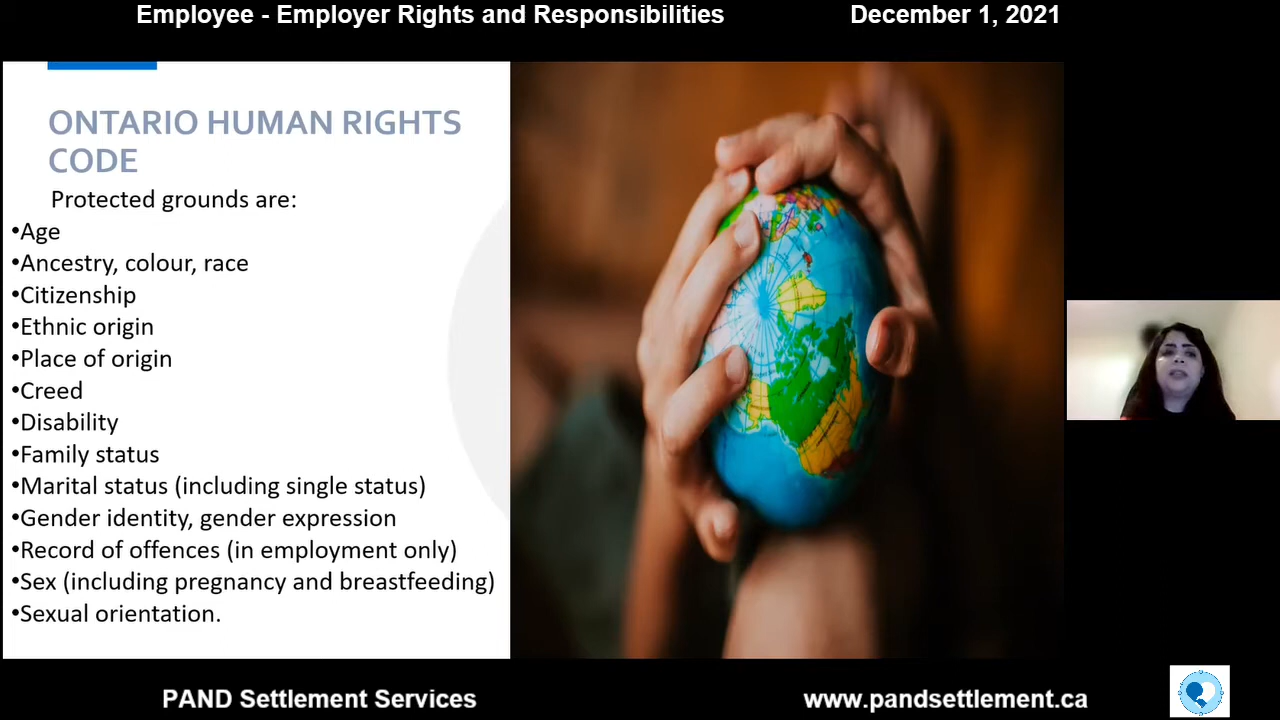 Employee - Employer Rights and Responsibilities
December 1, 2021
ONTARIO HUMAN RIGHTS
CODE
Protected grounds are:
•Age
•Ancestry, colour, race
•Citizenship
•Ethnic origin
•Place of origin
•Creed
•Disability
•Family status
•Marital status (including single status)
•Gender identity, gender expression
•Record of offences (in employment only)
•Sex (including pregnancy and breastfeeding)
•Sexual orientation.
PAND Settlement Services
www.pandsettlement.ca